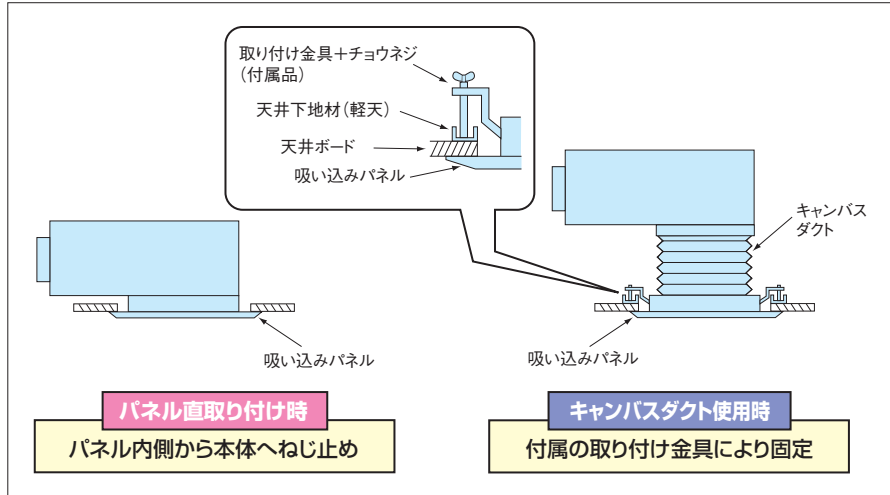 取り付け金具＋チョウネジ
（付属品）
天井下地材（軽天）
天井ボード
吸い込みパネル
キャンバス
ダクト
吸い込みパネル
吸い込みパネル
パネル直取り付け時
パネル内側から本体へねじ止め
キャンバスダクト使用時
付属の取り付け金具により固定